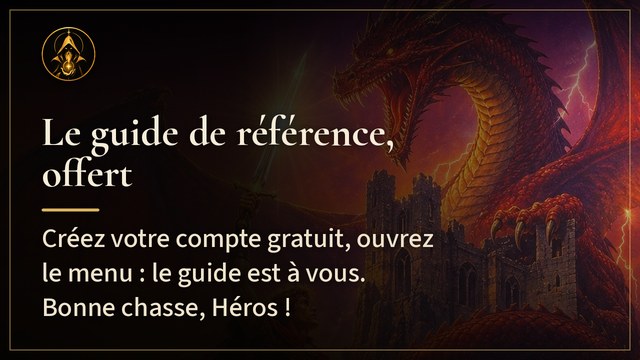 Le guide de référence,
offert
Créez votre compte gratuit, ouvrez
le menu : le guide est à vous.
Bonne chasse, Héros !